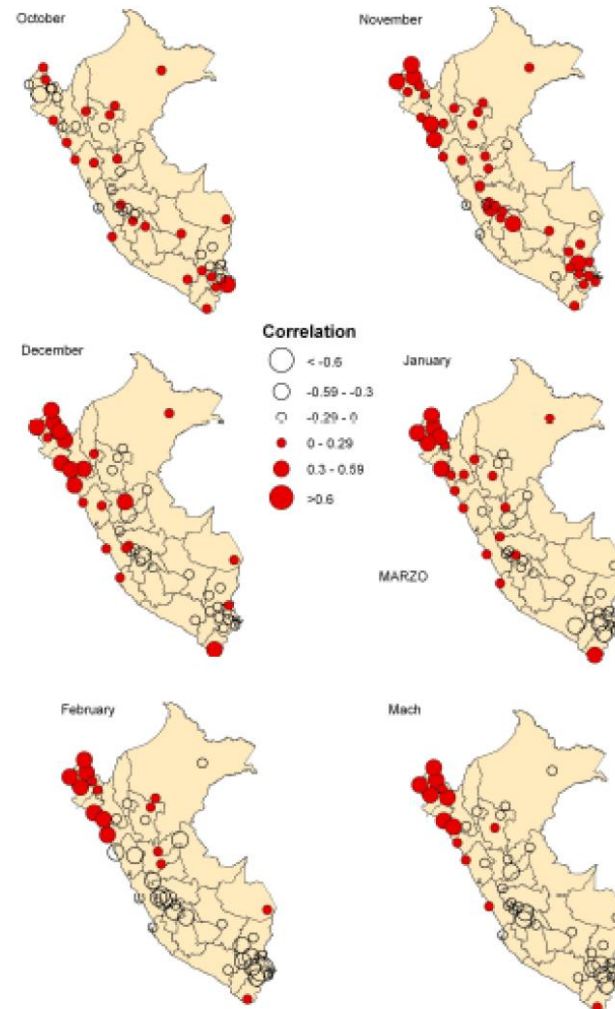 October
November
Correlation
< -0.6
-0.59 - -0.3
-0.29 - 0
0 - 0.29
0.3 - 0.59
>0.6
December
January
MARZO
February
Mach